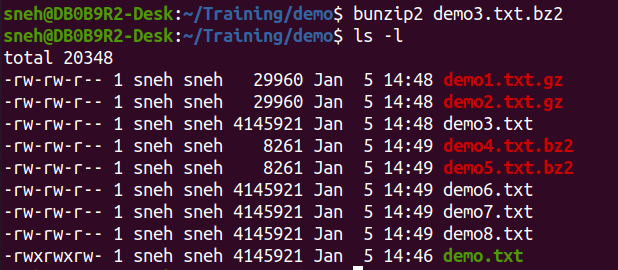 sneh@DB0B9R2-Desk:~/Training/demo$ bunzip2 demo3.txt.bz2
sneh@DB0B9R2-Desk:~/Training/demo$ ls -l
total 20348
-rw-rw-r-- 1 sneh sneh   29960 Jan  5 14:48 demo1.txt.gz
-rw-rw-r-- 1 sneh sneh   29960 Jan  5 14:48 demo2.txt.gz
-rw-rw-r-- 1 sneh sneh 4145921 Jan  5 14:48 demo3.txt
-rw-rw-r-- 1 sneh sneh    8261 Jan  5 14:49 demo4.txt.bz2
-rw-rw-r-- 1 sneh sneh    8261 Jan  5 14:49 demo5.txt.bz2
-rw-rw-r-- 1 sneh sneh 4145921 Jan  5 14:49 demo6.txt
-rw-rw-r-- 1 sneh sneh 4145921 Jan  5 14:49 demo7.txt
-rw-rw-r-- 1 sneh sneh 4145921 Jan  5 14:49 demo8.txt
-rwxrwxrw- 1 sneh sneh 4145921 Jan  5 14:46 demo.txt